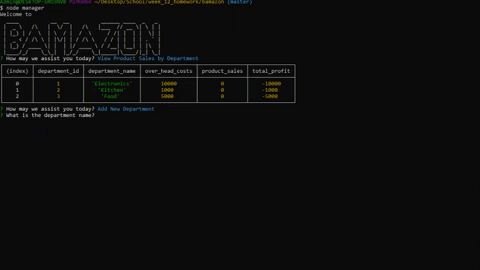 ~/Desktop/School/week_12_homework/bamazon (master)
$ node manager
Welcome to
BAMAZON
? How may we assist you today? View Product Sales by Department
(index) department_id department_name over_head_costs product_sales total_profit
0 1 'Electronics' 10000 0 -10000
1 2 'Kitchen' 1000 0 -1000
2 3 'Food' 5000 0 -5000
? How may we assist you today? Add New Department
? What is the department name?